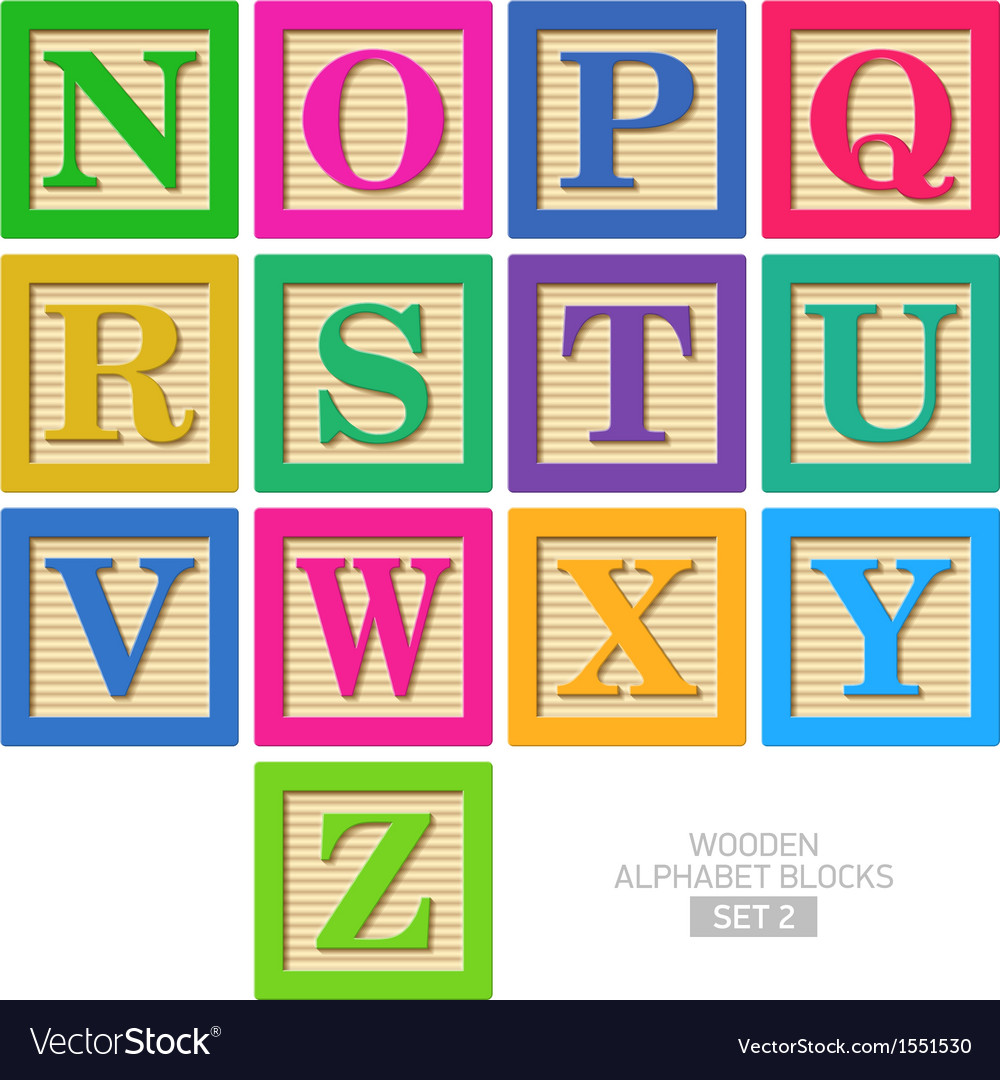 N O P Q
R S T U
V W X Y
Z
WOODEN
ALPHABET BLOCKS
SET 2
VectorStock®
VectorStock.com/1551530